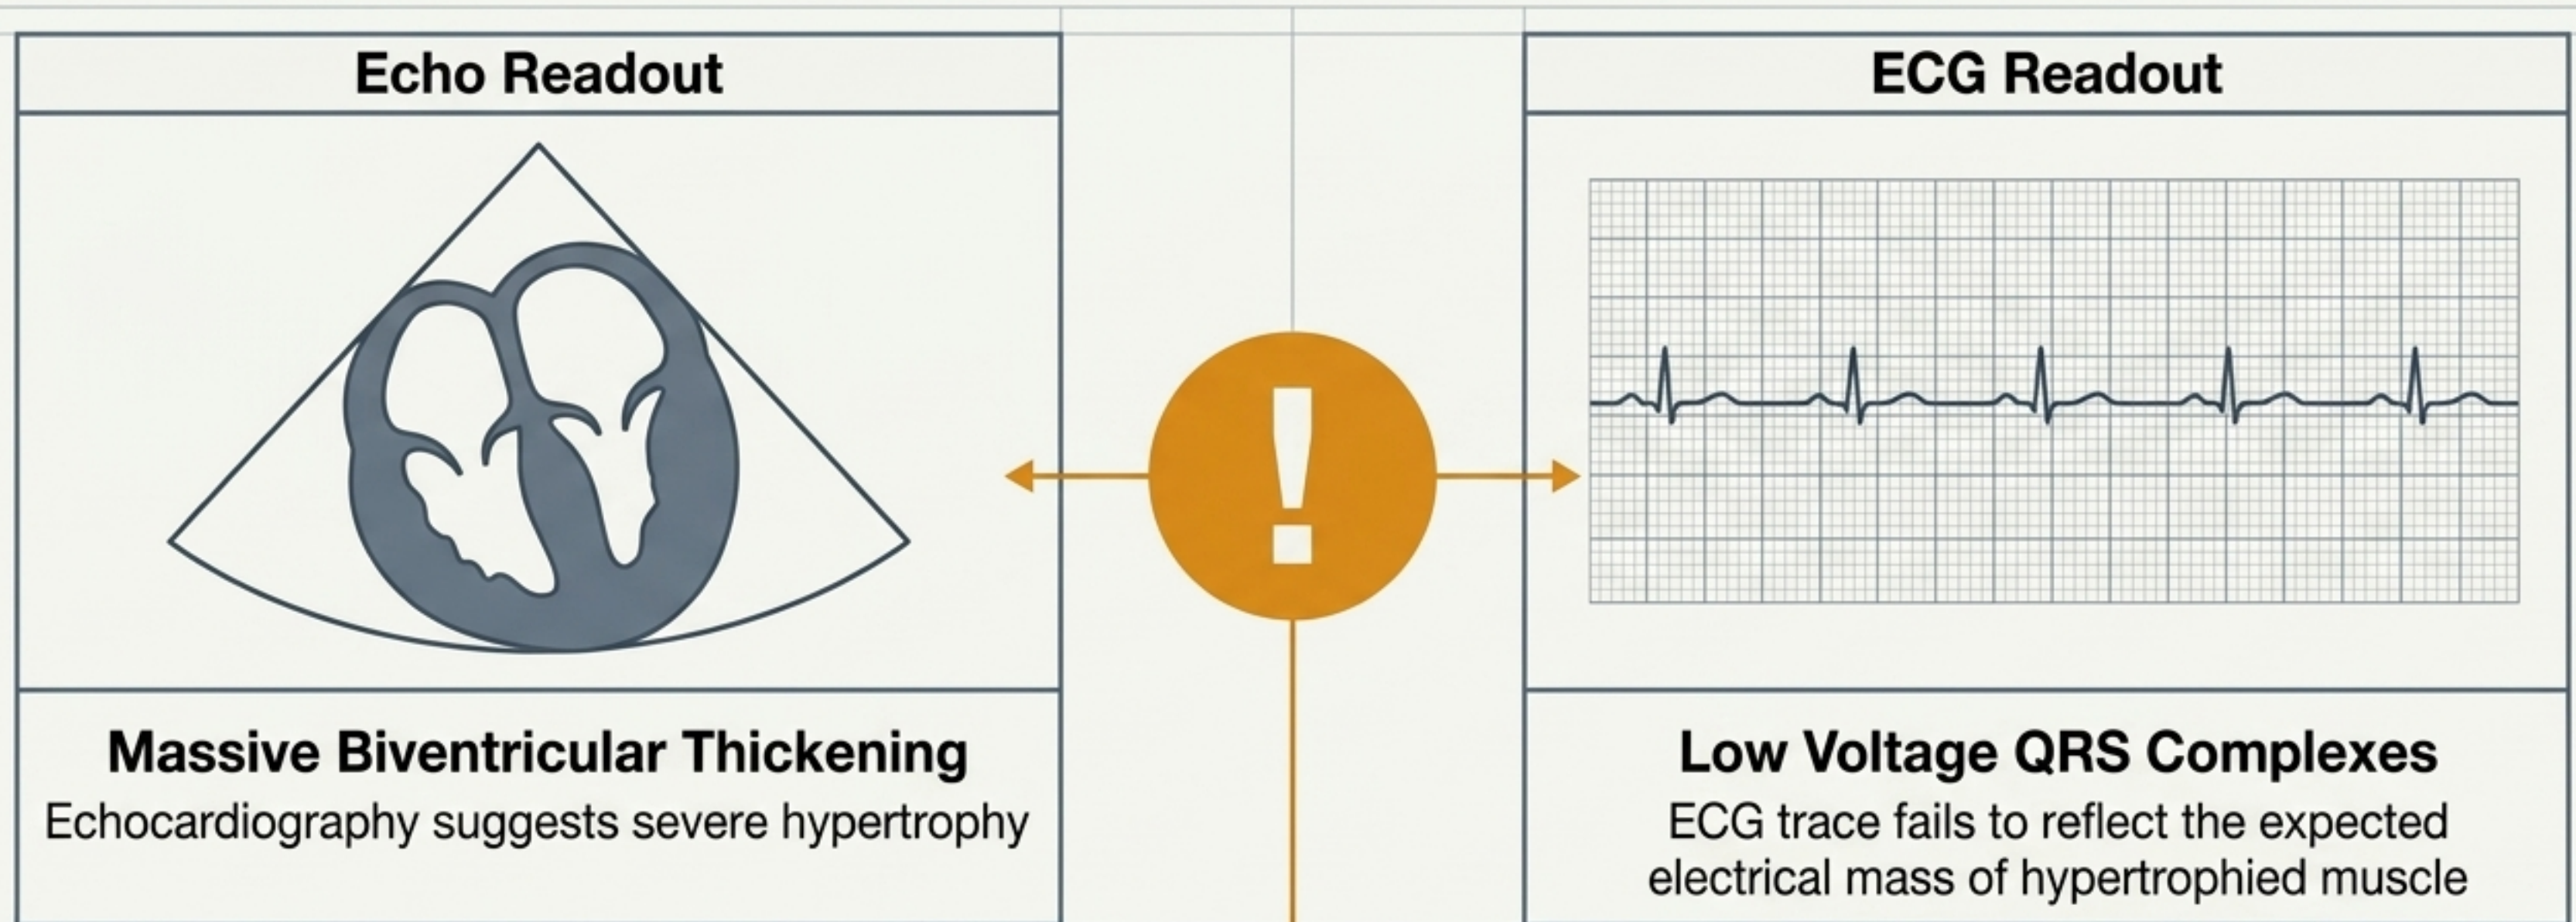 Echo Readout
Massive Biventricular Thickening
Echocardiography suggests severe hypertrophy
!
ECG Readout
Low Voltage QRS Complexes
ECG trace fails to reflect the expected
electrical mass of hypertrophied muscle